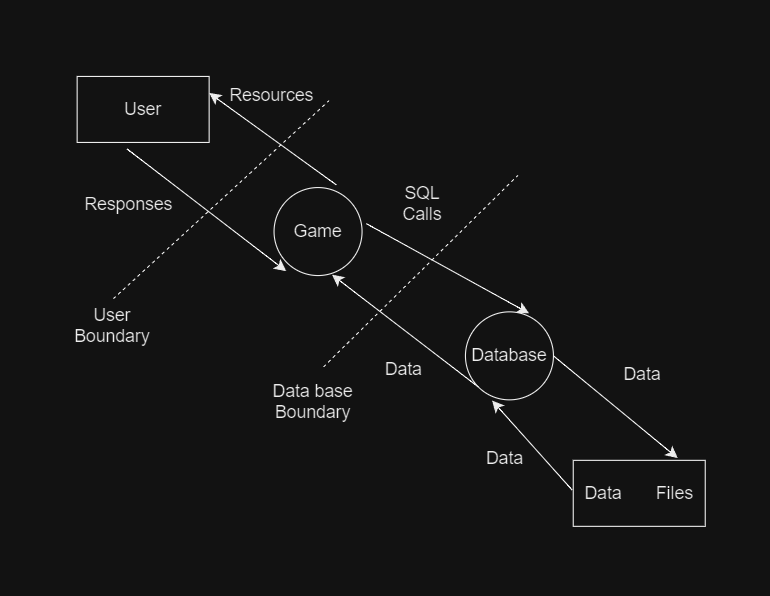 User
Resources
Responses
SQL
Calls
Game
User
Boundary
Database
Data
Data
Data base
Boundary
Data
Data Files